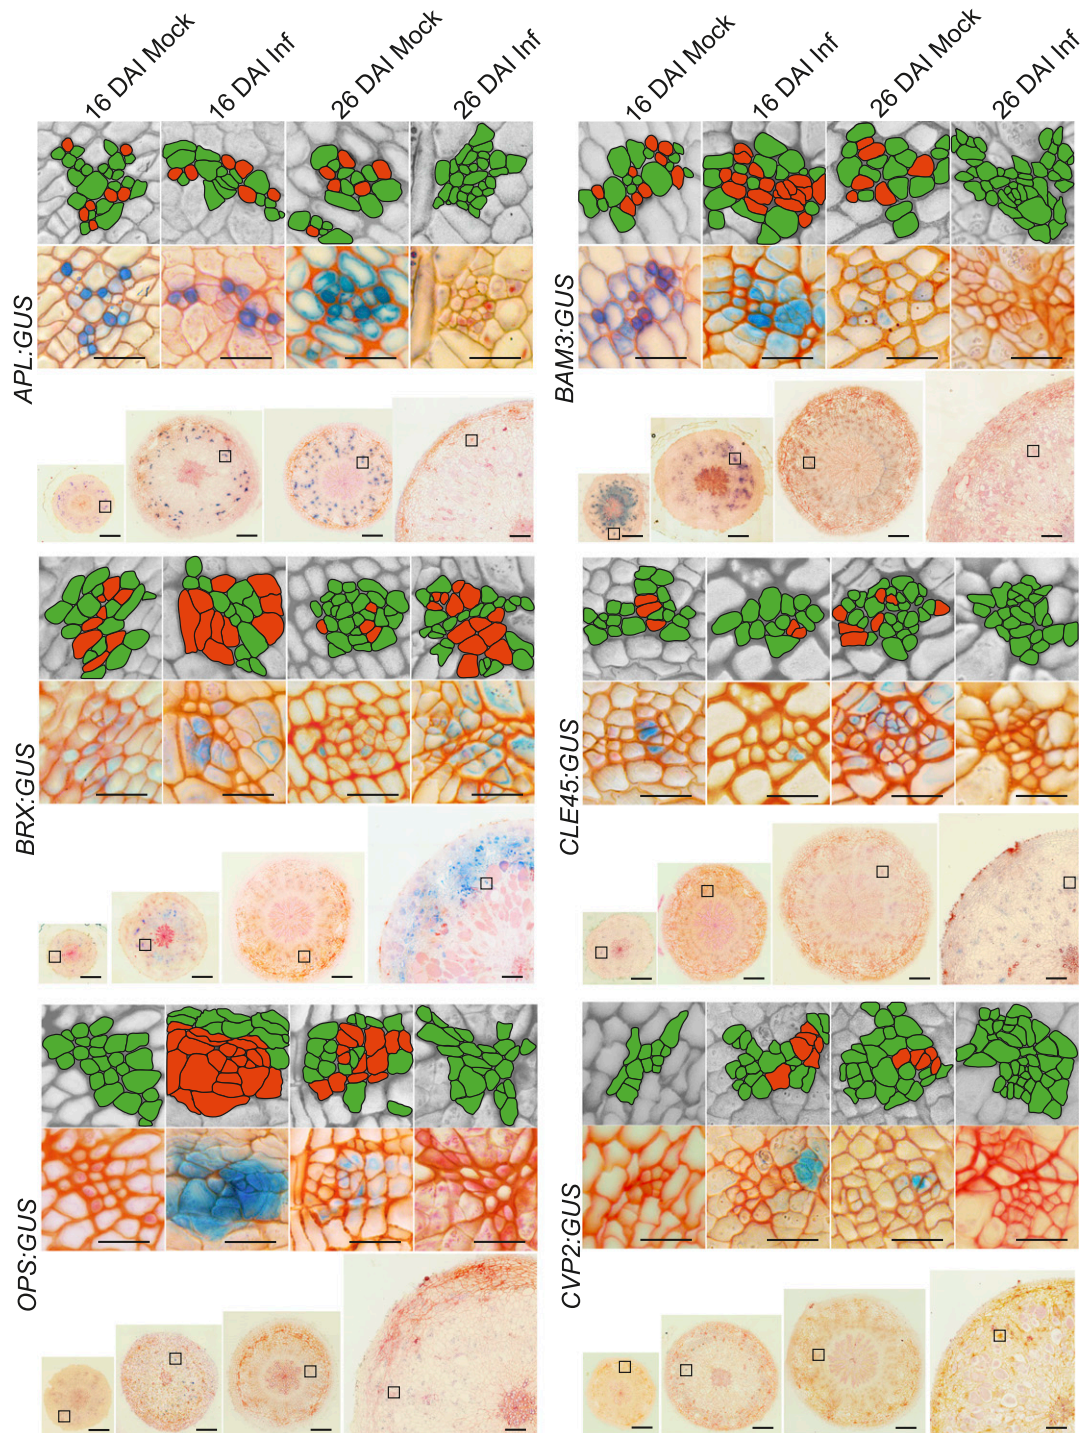 16 DAI Mock
16 DAI Inf
26 DAI Mock
26 DAI Inf
16 DAI Mock
16 DAI Inf
26 DAI Mock
26 DAI Inf
APL:GUS
BAM3:GUS
BRX:GUS
CLE45:GUS
OPS:GUS
CVP2:GUS